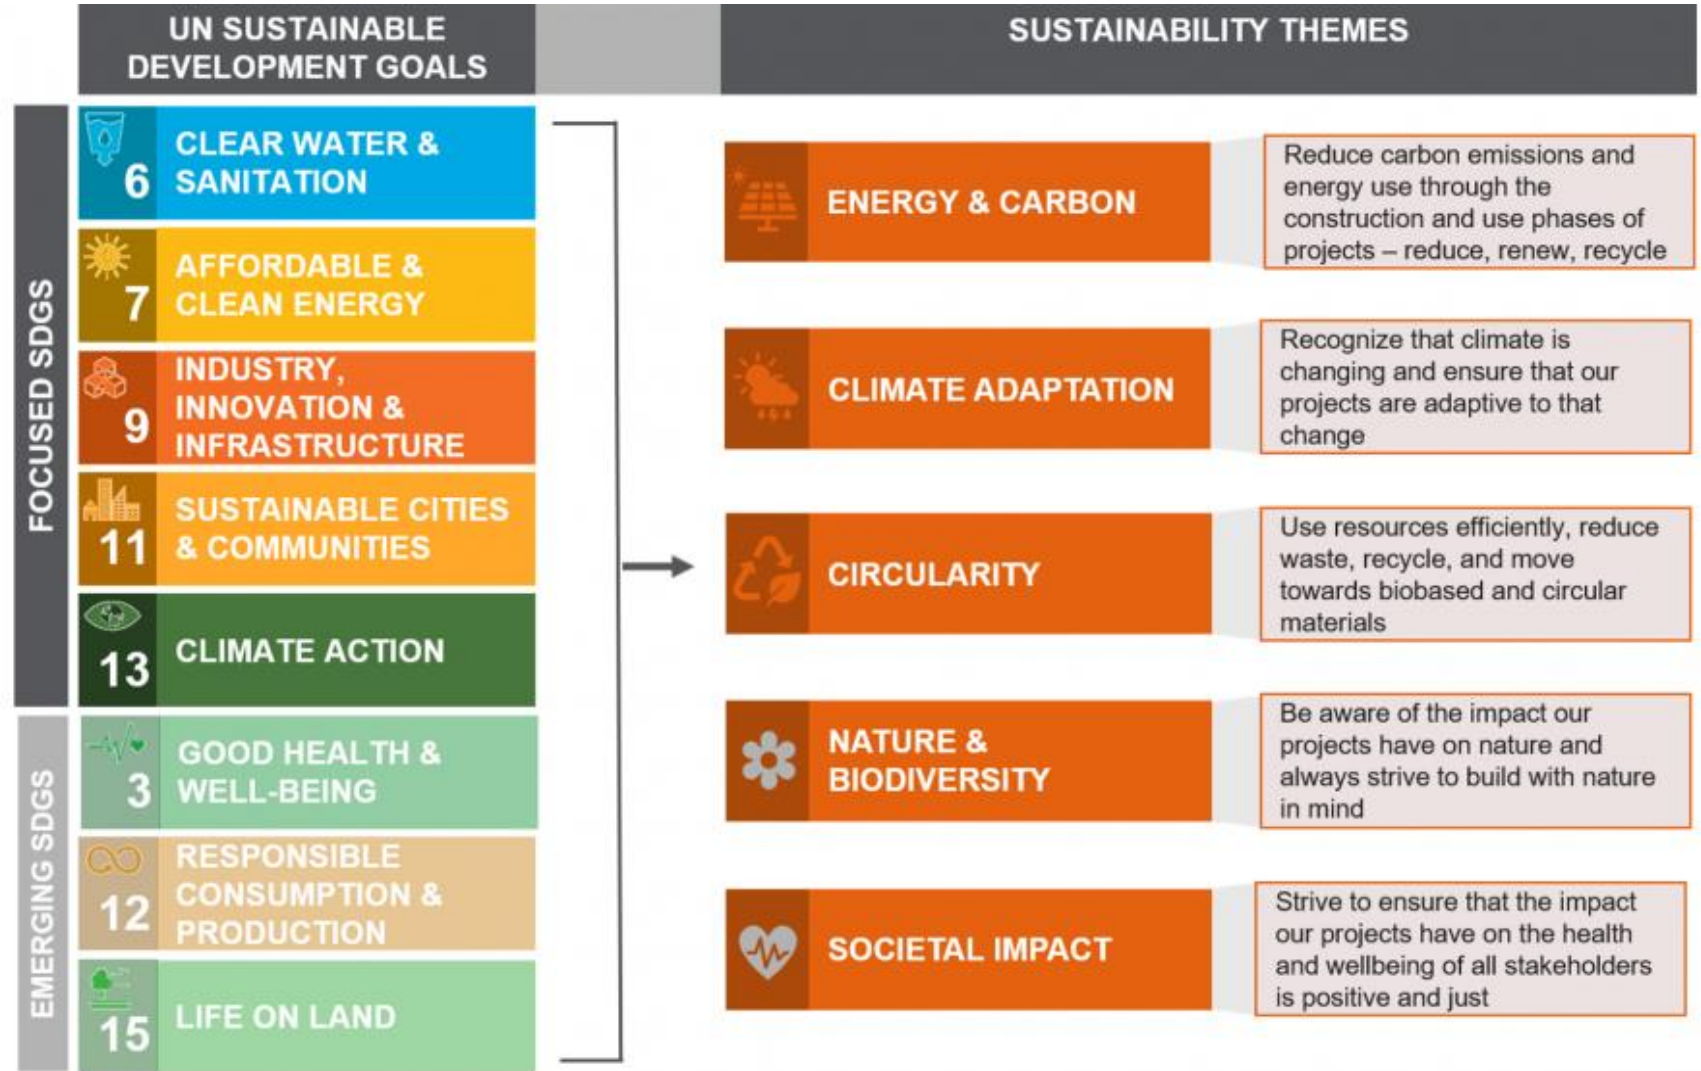 UN SUSTAINABLE
DEVELOPMENT GOALS
SUSTAINABILITY THEMES
FOCUSED SDGS
6
CLEAR WATER &
SANITATION
7
AFFORDABLE &
CLEAN ENERGY
9
INDUSTRY,
INNOVATION &
INFRASTRUCTURE
11
SUSTAINABLE CITIES
& COMMUNITIES
13
CLIMATE ACTION
EMERGING SDGS
3
GOOD HEALTH &
WELL-BEING
12
RESPONSIBLE
CONSUMPTION &
PRODUCTION
15
LIFE ON LAND
ENERGY & CARBON
Reduce carbon emissions and
energy use through the
construction and use phases of
projects – reduce, renew, recycle
CLIMATE ADAPTATION
Recognize that climate is
changing and ensure that our
projects are adaptive to that
change
CIRCULARITY
Use resources efficiently, reduce
waste, recycle, and move
towards biobased and circular
materials
NATURE &
BIODIVERSITY
Be aware of the impact our
projects have on nature and
always strive to build with nature
in mind
SOCIETAL IMPACT
Strive to ensure that the impact
our projects have on the health
and wellbeing of all stakeholders
is positive and just